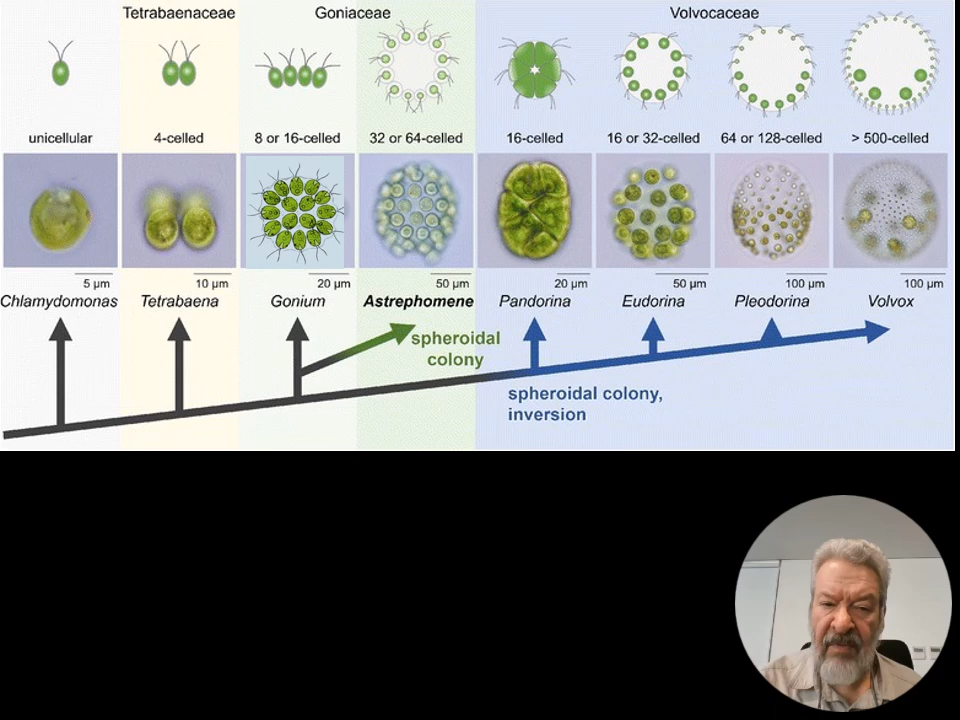 Tetrabaenaceae Goniaceae Volvocaceae
unicellular 4-celled 8 or 16-celled 32 or 64-celled 16-celled 16 or 32-celled 64 or 128-celled > 500-celled
5 µm 10 µm 20 µm 50 µm 20 µm 50 µm 100 µm 100 µm
Chlamydomonas Tetrabaena Gonium Astrephomene Pandorina Eudorina Pleodorina Volvox
spheroidal
colony
spheroidal colony,
inversion